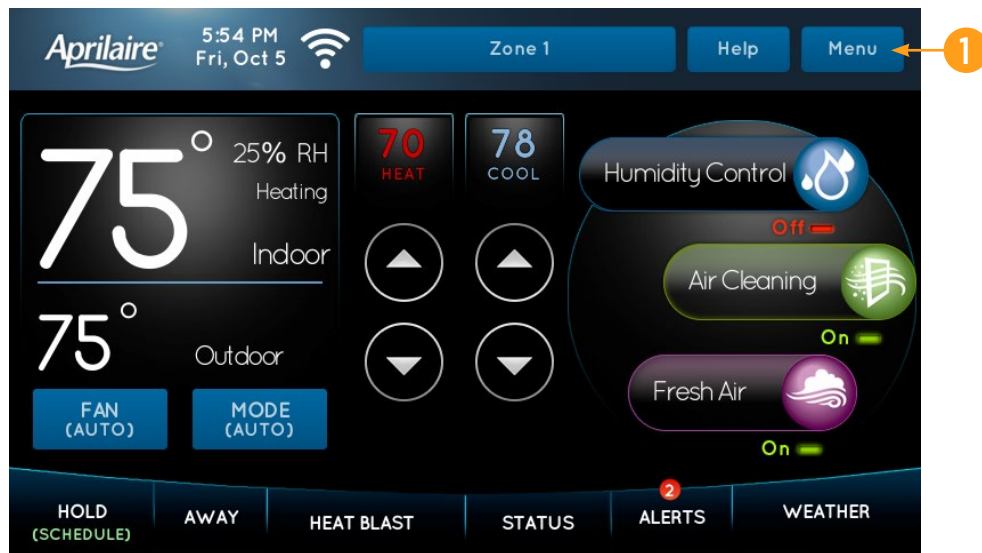 Aprilaire®
5:54 PM
Fri, Oct 5
Zone 1
Help
Menu
1
75°
25% RH
Heating
Indoor
75°
Outdoor
FAN
(AUTO)
MODE
(AUTO)
70
HEAT
78
COOL
Humidity Control
Off
Air Cleaning
On
Fresh Air
On
HOLD
(SCHEDULE)
AWAY
HEAT BLAST
STATUS
2
ALERTS
WEATHER